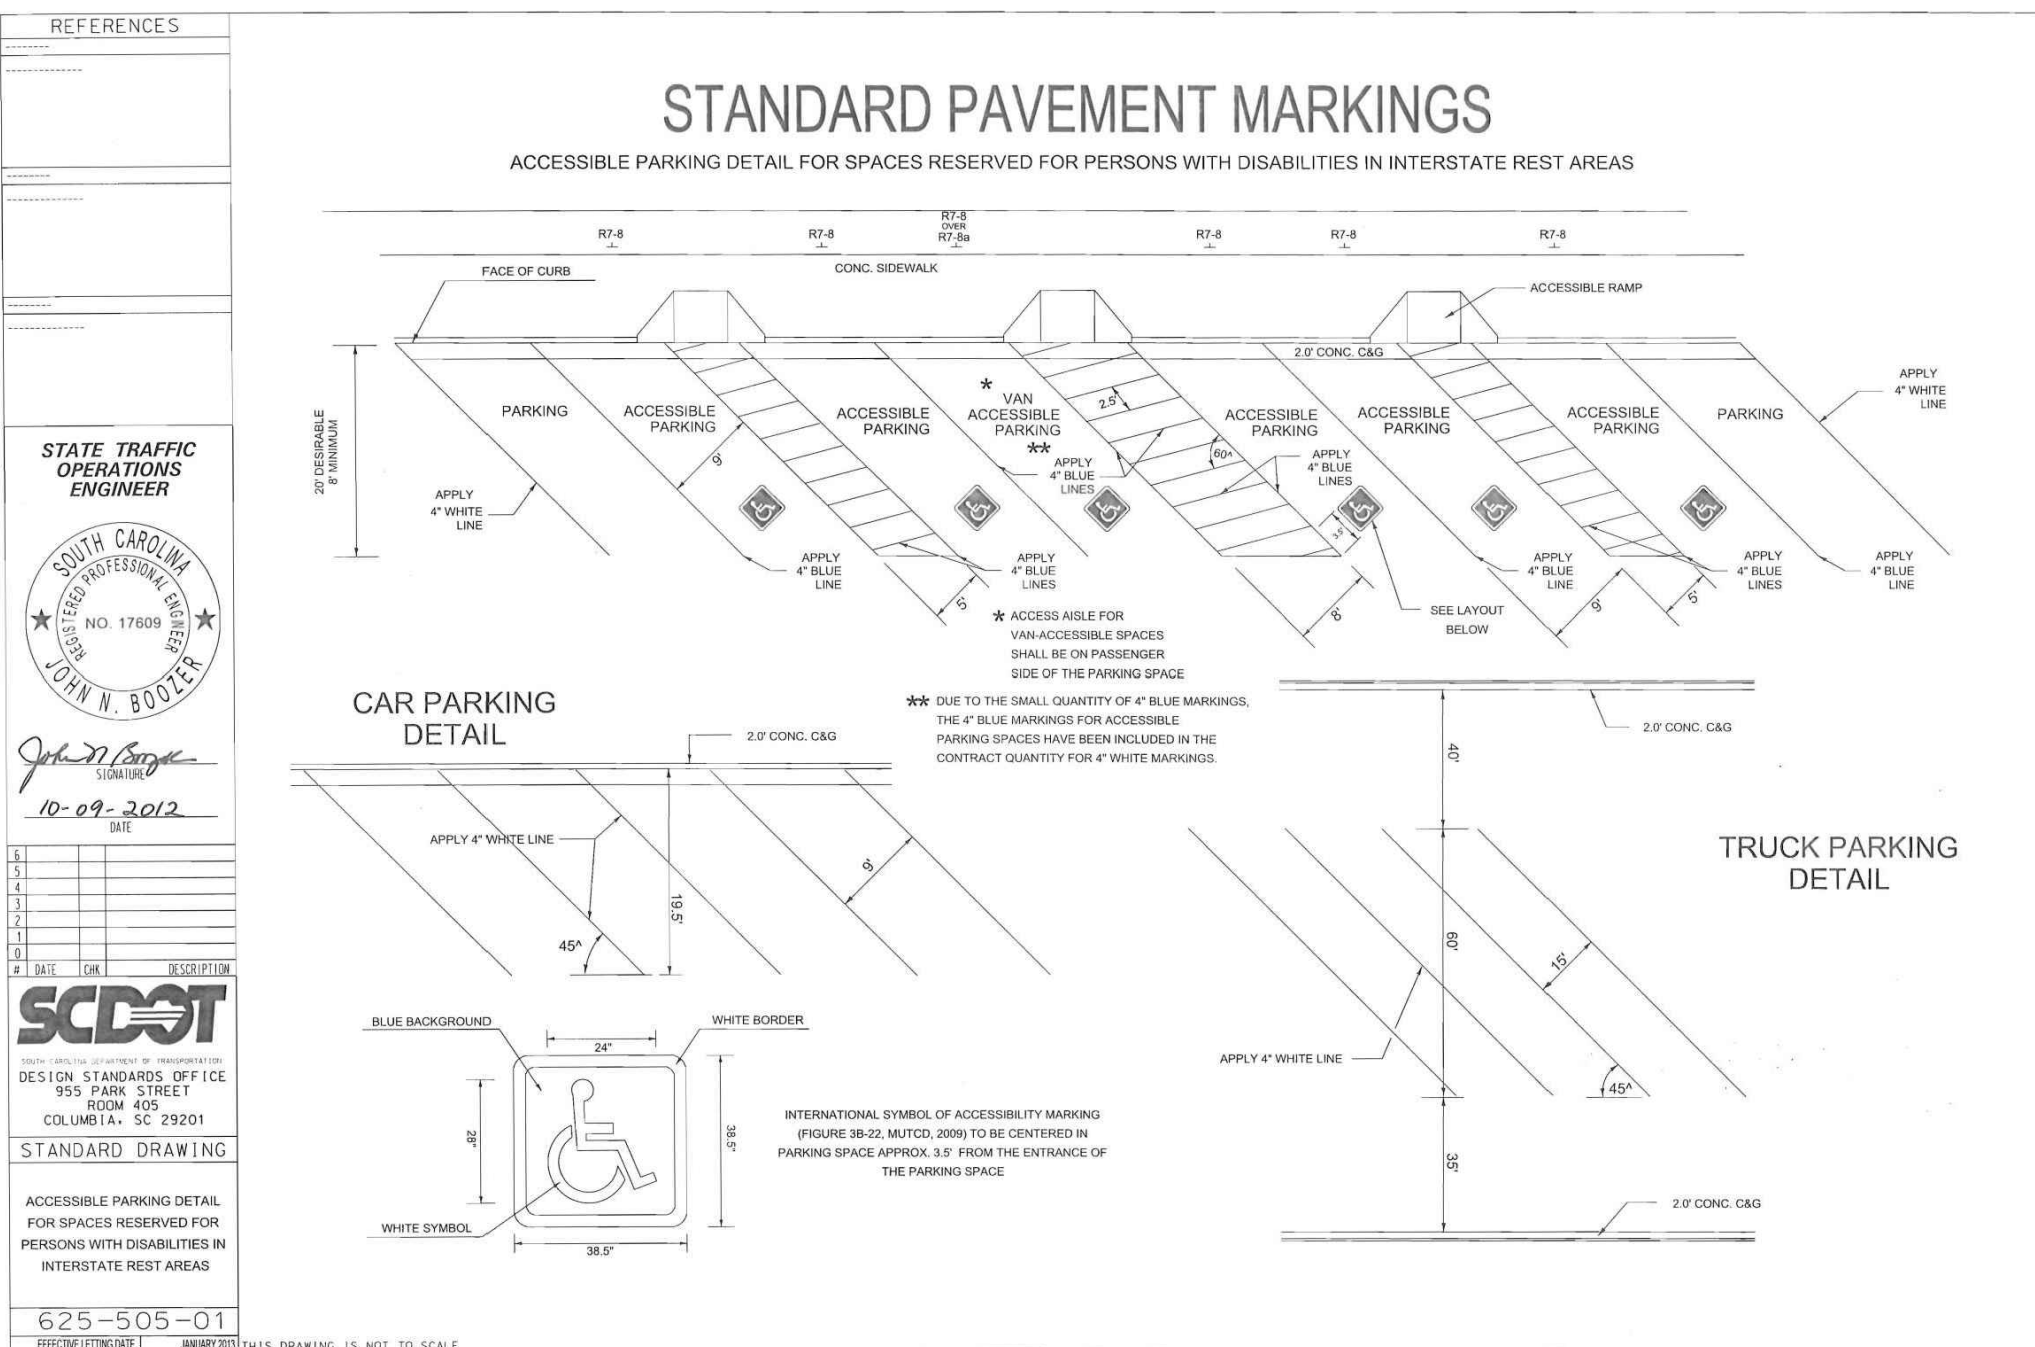 REFERENCES
STATE TRAFFIC
OPERATIONS
ENGINEER
SOUTH CAROLINA
REGISTERED PROFESSIONAL ENGINEER
NO. 17609
JOHN N. BOOZER
John N Boozer
SIGNATURE
10-09-2012
DATE
6
5
4
3
2
1
0
# DATE CHK DESCRIPTION
SCDOT
SOUTH CAROLINA DEPARTMENT OF TRANSPORTATION
DESIGN STANDARDS OFFICE
955 PARK STREET
ROOM 405
COLUMBIA, SC 29201
STANDARD DRAWING
ACCESSIBLE PARKING DETAIL
FOR SPACES RESERVED FOR
PERSONS WITH DISABILITIES IN
INTERSTATE REST AREAS
625-505-01
EFFECTIVE LETTING DATE JANUARY 2013
THIS DRAWING IS NOT TO SCALE
STANDARD PAVEMENT MARKINGS
ACCESSIBLE PARKING DETAIL FOR SPACES RESERVED FOR PERSONS WITH DISABILITIES IN INTERSTATE REST AREAS
R7-8
R7-8
R7-8
OVER
R7-8a
R7-8
R7-8
R7-8
FACE OF CURB
CONC. SIDEWALK
ACCESSIBLE RAMP
2.0' CONC. C&G
20' DESIRABLE
8' MINIMUM
PARKING
ACCESSIBLE
PARKING
ACCESSIBLE
PARKING
*
VAN
ACCESSIBLE
PARKING
**
2.5'
ACCESSIBLE
PARKING
ACCESSIBLE
PARKING
ACCESSIBLE
PARKING
PARKING
APPLY
4" WHITE
LINE
APPLY
4" WHITE
LINE
9'
APPLY
4" BLUE
LINES
60^
APPLY
4" BLUE
LINES
3.5'
APPLY
4" BLUE
LINE
APPLY
4" BLUE
LINES
APPLY
4" BLUE
LINE
APPLY
4" BLUE
LINES
APPLY
4" BLUE
LINE
5'
8'
9'
5'
SEE LAYOUT
BELOW
* ACCESS AISLE FOR
VAN-ACCESSIBLE SPACES
SHALL BE ON PASSENGER
SIDE OF THE PARKING SPACE
** DUE TO THE SMALL QUANTITY OF 4" BLUE MARKINGS,
THE 4" BLUE MARKINGS FOR ACCESSIBLE
PARKING SPACES HAVE BEEN INCLUDED IN THE
CONTRACT QUANTITY FOR 4" WHITE MARKINGS.
CAR PARKING
DETAIL
2.0' CONC. C&G
APPLY 4" WHITE LINE
9'
19.5'
45^
BLUE BACKGROUND
WHITE BORDER
24"
28"
38.5"
WHITE SYMBOL
38.5"
INTERNATIONAL SYMBOL OF ACCESSIBILITY MARKING
(FIGURE 3B-22, MUTCD, 2009) TO BE CENTERED IN
PARKING SPACE APPROX. 3.5' FROM THE ENTRANCE OF
THE PARKING SPACE
2.0' CONC. C&G
40'
TRUCK PARKING
DETAIL
60'
15'
APPLY 4" WHITE LINE
45^
35'
2.0' CONC. C&G